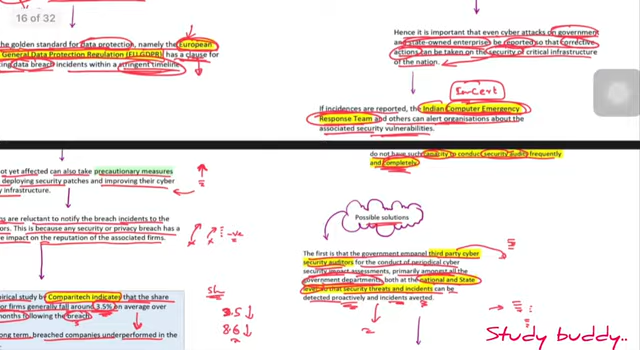 16 of 32
the golden standard for data protection, namely the European
General Data Protection Regulation (EUGDPR) has a clause for
ting data breach incidents within a stringent timeline
ot yet affected can also take precautionary measures
deploying security patches and improving their cyber
y infrastructure.
ns are reluctant to notify the breach incidents to the
ors. This is because any security or privacy breach has a
e impact on the reputation of the associated firms.
-ve
pirical study by Comparitech indicates that the share
or firms generally fall around 3.5% on average over
months following the breach
ong term, breached companies underperformed in the
sh
3.5 ↓
8.6 ↓
Hence it is important that even cyber attacks on government
and state-owned enterprises be reported so that corrective
actions can be taken on the security of critical infrastructure
of the nation.
InCert
If incidences are reported, the Indian Computer Emergency
Response Team and others can alert organisations about the
associated security vulnerabilities.
do not have such capacity to conduct security audits frequently
and completely
Possible solutions
The first is that the government empanel third party cyber
security auditors for the conduct of periodical cyber
security impact assessments, primarily amongst all the
government departments, both at the national and State
level so that security threats and incidents can be
detected proactively and incidents averted.
Study buddy..